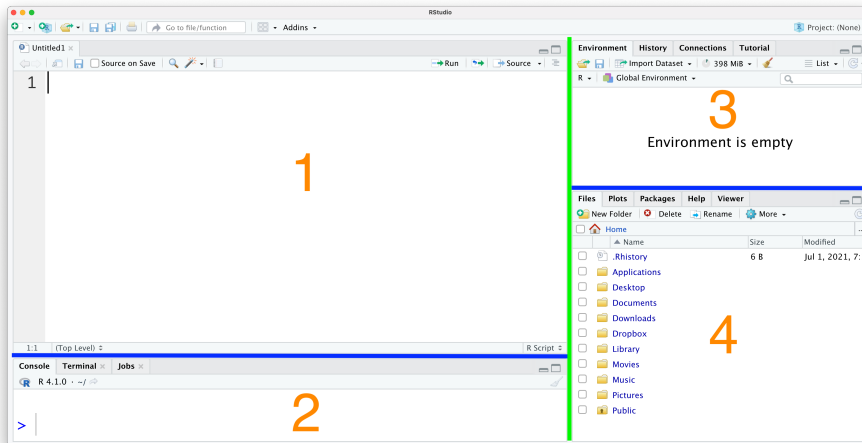 RStudio
Go to file/function Addins Project: (None)
Untitled1
Source on Save Run Source
1
1
1:1 (Top Level) R Script
Console Terminal Jobs
R 4.1.0 · ~/
2
>
Environment History Connections Tutorial
Import Dataset 398 MiB List
R Global Environment
3
Environment is empty
Files Plots Packages Help Viewer
New Folder Delete Rename More
Home ..
Name Size Modified
.Rhistory 6 B Jul 1, 2021, 7:
Applications
Desktop
Documents
Downloads
Dropbox
4
Library
Movies
Music
Pictures
Public